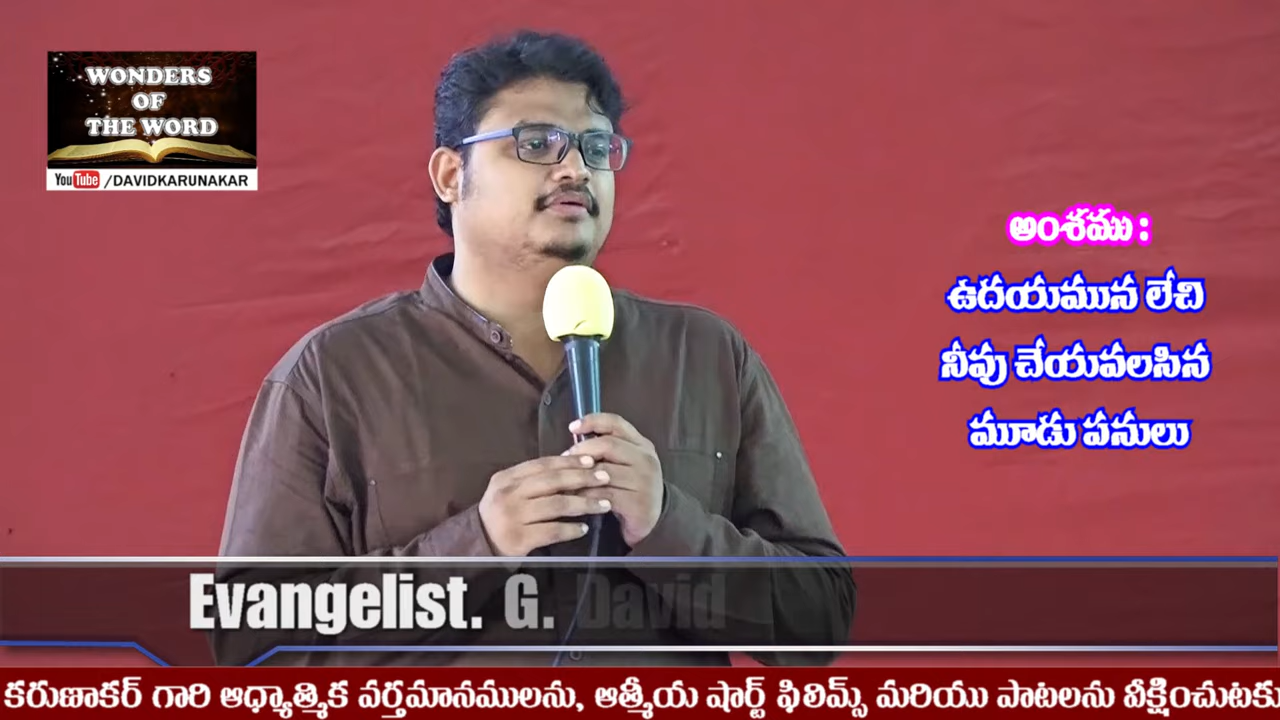 WONDERS
OF
THE WORD
YouTube /DAVIDKARUNAKAR
అంశము :
ఉదయమున లేచి
నీవు చేయవలసిన
మూడు పనులు
Evangelist. G. David
కరుణాకర్ గారి ఆధ్యాత్మిక వర్తమానములను, ఆత్మీయ షార్ట్ ఫిలిమ్స్ మరియు పాటలను వీక్షించుటకు